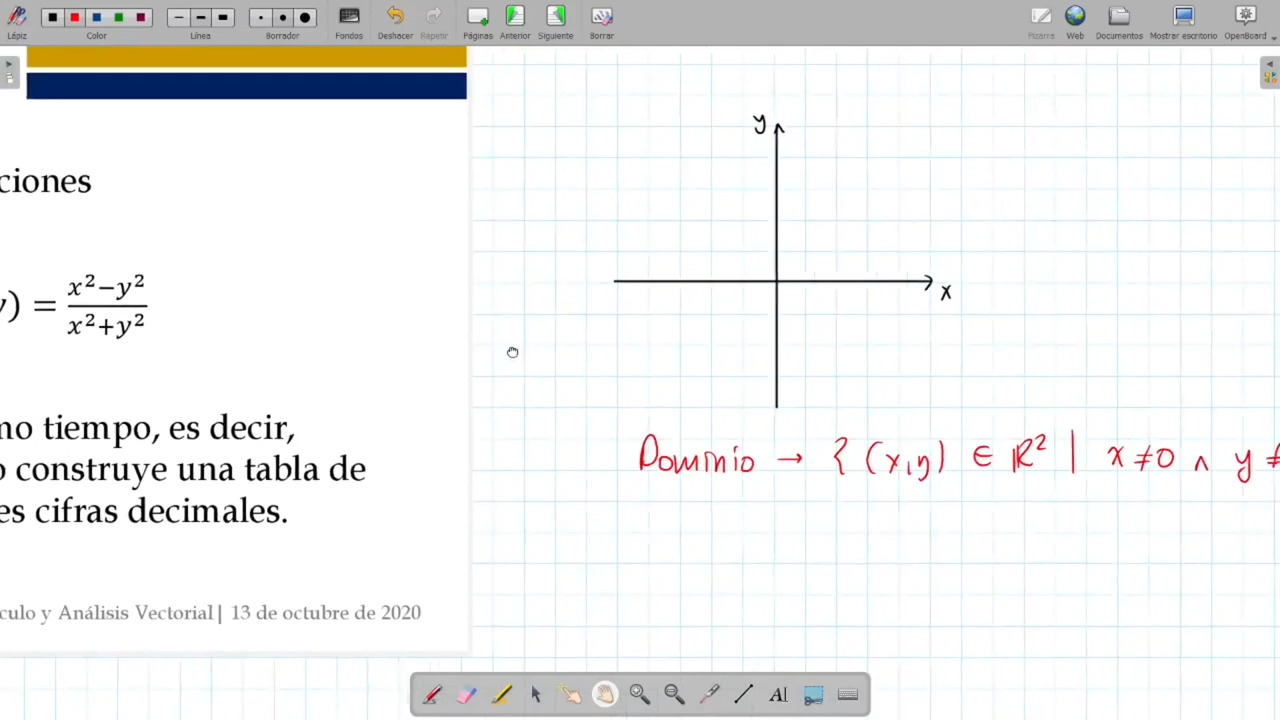 Lápiz Color Línea Borrador Fondos Deshacer Repetir Páginas Anterior Siguiente Borrar Pizarra Web Documentos Mostrar escritorio OpenBoard
ciones
y) = x²−y² / x²+y²
mo tiempo, es decir,
o construye una tabla de
es cifras decimales.
culo y Análisis Vectorial| 13 de octubre de 2020
y
x
Dominio → { (x,y) ∈ ℝ² | x≠0 ∧ y≠
AI